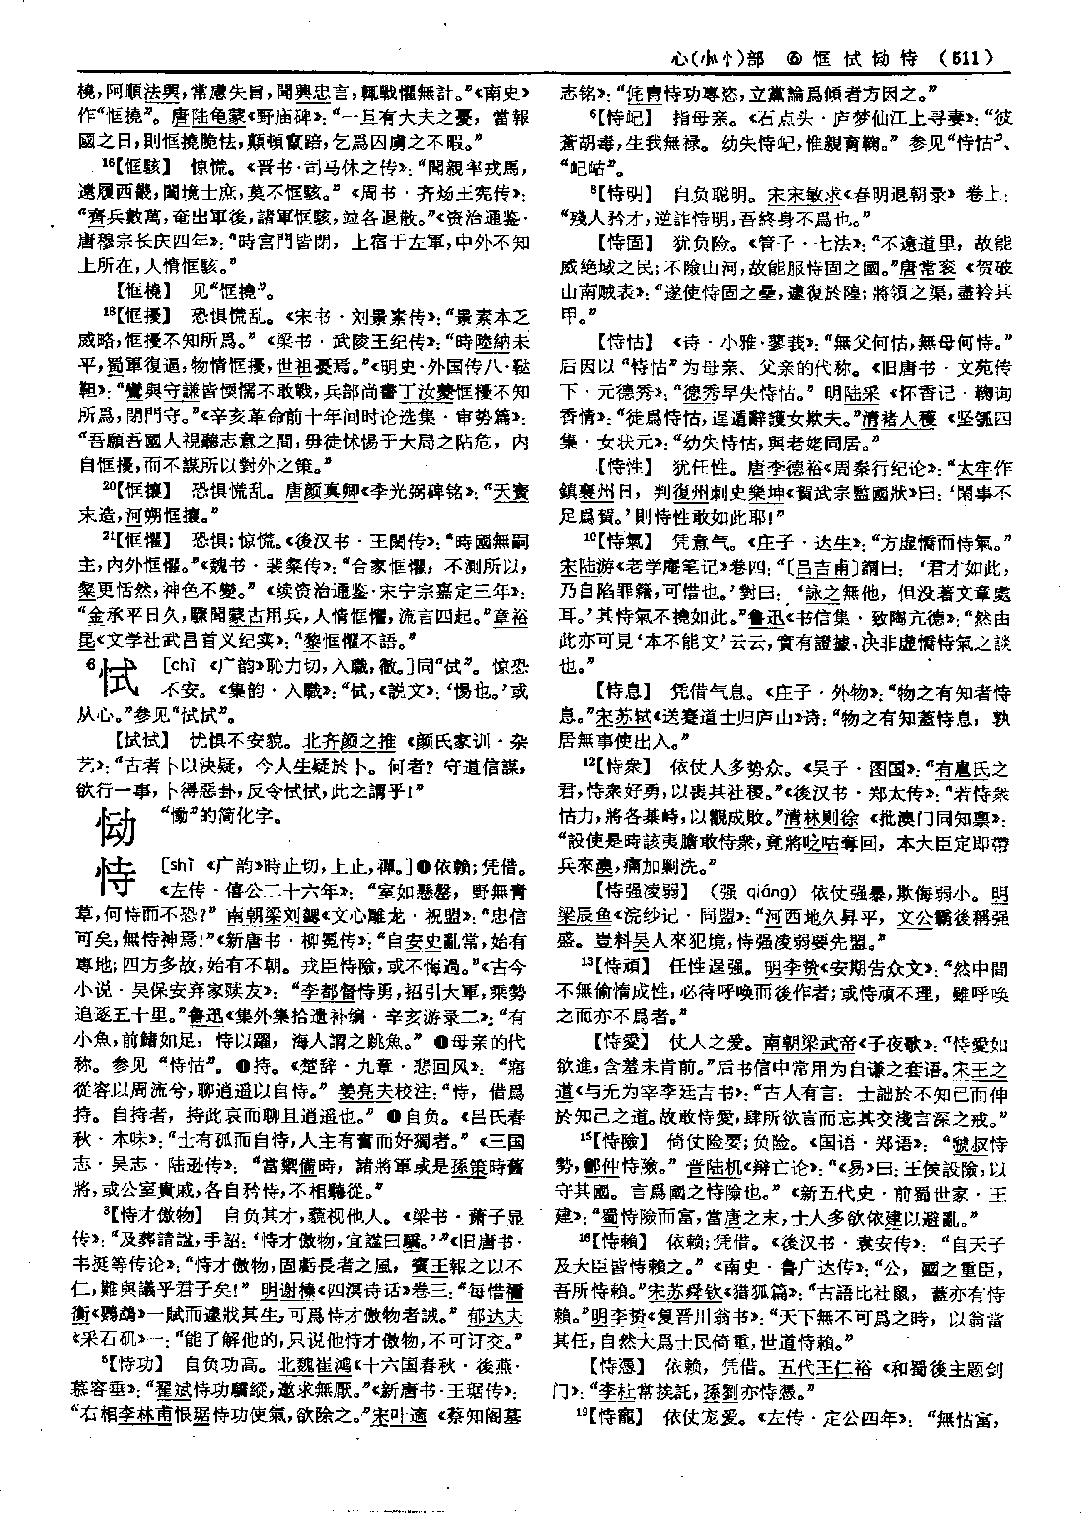 心(小忄)部 ⑥ 恇 恜 恸 恃 (511)
橈,阿順法興,常慮失旨,聞興忠言,輒戰懼無計。”《南史》
作“恇撓”。唐陆龟蒙《野庙碑》:“一旦有大夫之憂，當報
國之日,則恇撓脆怯,顛頓竄踣,乞爲囚虜之不暇。”
16【恇駭】 惊慌。《晋书·司马休之传》:“聞親率戎馬,
遠履西畿,闔境士庶,莫不恇駭。” 《周书·齐炀王宪传》:
“齊兵數萬,奄出軍後,諸軍恇駭,竝各退散。”《资治通鉴·
唐穆宗长庆四年》:“時宫門皆閉，上宿于左軍,中外不知
上所在,人情恇駭。”
【恇橈】 见“恇撓”。
18【恇擾】 恐惧慌乱。《宋书·刘景素传》:“景素本乏
威略,恇擾不知所爲。” 《梁书·武陵王纪传》:“時陸納未
平,蜀軍復逼,物情恇擾,世祖憂焉。”《明史·外国传八·鞑
靼》:“鸞與守謙皆愞懦不敢戰,兵部尚書丁汝夔恇擾不知
所爲,閉門守。”《辛亥革命前十年间时论选集·审势篇》:
“吾願吾國人視聽志意之間,毋徒怵惕于大局之阽危，内
自恇擾,而不謀所以對外之策。”
20【恇攘】 恐惧慌乱。唐颜真卿《李光弼碑铭》:“天寶
末造,河朔恇攘。”
21【恇懼】 恐惧;惊慌。《後汉书·王閎传》:“時國無嗣
主,内外恇懼。”《魏书·裴粲传》:“合家恇懼，不測所以,
粲更恬然,神色不變。” 《续资治通鉴·宋宁宗嘉定三年》:
“金承平日久,驟聞蒙古用兵,人情恇懼,流言四起。”章裕
昆《文学社武昌首义纪实》:“黎恇懼不語。”
6 恜 [chì 《广韵》恥力切,入職,徹。]同“㥀”。惊恐
不安。《集韵·入職》:“㥀,《説文》:‘惕也。’或
从心。”参见“恜恜”。
【恜恜】 忧惧不安貌。北齐颜之推《颜氏家训·杂
艺》:“古者卜以決疑，今人生疑於卜。何者? 守道信謀,
欲行一事,卜得惡卦,反令恜恜,此之謂乎!”
恸 “慟”的简化字。
恃 [shì 《广韵》時止切,上止,禪。]❶依賴;凭借。
《左传·僖公二十六年》:“室如懸罄，野無青
草,何恃而不恐?” 南朝梁刘勰《文心雕龙·祝盟》:“忠信
可矣,無恃神焉!”《新唐书·柳冕传》:“自安史亂常,始有
專地;四方多故,始有不朝。戎臣恃險,或不悔過。”《古今
小说·吴保安弃家赎友》:“李都督恃勇,招引大軍,乘勢
追逐五十里。”鲁迅《集外集拾遗补编·辛亥游录二》:“有
小魚,前鰭如足，恃以躍，海人謂之跳魚。” ❷母亲的代
称。参见“恃怙”。❸持。《楚辞·九章·悲回风》:“寤
從容以周流兮,聊逍遥以自恃。” 姜亮夫校注:“恃，借爲
持。自持者，持此哀而聊且逍遥也。” ❹自负。《吕氏春
秋·本味》:“士有孤而自恃,人主有奮而好獨者。” 《三国
志·吴志·陆逊传》:“當禦備時，諸將軍或是孫策時舊
將,或公室貴戚,各自矜恃,不相聽從。”
3【恃才傲物】 自负其才,藐视他人。《梁书·萧子显
传》:“及葬請謚,手詔:‘恃才傲物,宜謚曰驕。’”《旧唐书·
韦挺等传论》:“恃才傲物,固虧長者之風，賓王報之以不
仁,難與議乎君子矣!” 明谢榛《四溟诗话》卷三:“每惜禰
衡《鸚鵡》一賦而遽戕其生,可爲恃才傲物者誡。” 郁达夫
《采石矶》一:“能了解他的,只说他恃才傲物,不可订交。”
5【恃功】 自负功高。北魏崔鸿《十六国春秋·後燕·
慕容垂》:“翟斌恃功驕縱,邀求無厭。”《新唐书·王琚传》:
“右相李林甫恨琚恃功使氣,欲除之。”宋叶適 《蔡知阁墓
志铭》:“侂胄恃功專恣,立黨論爲傾者方因之。”
6【恃屺】 指母亲。《石点头·庐梦仙江上寻妻》:“彼
蒼胡毒,生我無禄。幼失恃屺,惟親育鞠。” 参见“恃怙”、
“屺岵”。
8【恃明】 自负聪明。宋宋敏求《春明退朝录》卷上:
“殘人矜才,逆詐恃明,吾終身不爲也。”
【恃固】 犹负险。《管子·七法》:“不遠道里，故能
威绝域之民;不險山河,故能服恃固之國。”唐常衮《贺破
山南贼表》:“遂使恃固之壘,逮復於隍;將領之渠,盡衿其
甲。”
【恃怙】 《诗·小雅·蓼莪》:“無父何怙,無母何恃。”
后因以“恃怙”为母亲、父亲的代称。《旧唐书·文苑传
下·元德秀》:“德秀早失恃怙。” 明陆采 《怀香记·鞫询
香情》:“徒爲恃怙,逞遁辭護女欺夫。”清褚人穫 《坚瓠四
集·女状元》:“幼失恃怙,與老姥同居。”
【恃性】 犹任性。唐李德裕《周秦行纪论》:“太牢作
鎮襄州日，判復州刺史樂坤《賀武宗監國狀》曰:‘閑事不
足爲賀。’則恃性敢如此耶!”
10【恃氣】 凭意气。《庄子·达生》:“方虚憍而恃氣。”
宋陆游《老学庵笔记》卷四:“〔吕吉甫〕謂曰:‘君才如此,
乃自陷罪籍,可惜也。’對曰:‘詠之無他，但没着文章處
耳。’其恃氣不撓如此。”鲁迅《书信集·致陶亢德》:“然由
此亦可見‘本不能文’云云,實有證據,决非虚憍恃氣之談
也。”
【恃息】 凭借气息。《庄子·外物》:“物之有知者恃
息。”宋苏轼《送蹇道士归庐山》诗:“物之有知蓋恃息，孰
居無事使出入。”
12【恃衆】 依仗人多势众。《吴子·图国》:“有扈氏之
君,恃衆好勇,以喪其社稷。”《後汉书·郑太传》:“若恃衆
怙力,將各棊峙,以觀成敗。”清林则徐 《批澳门同知禀》:
“設使是時該夷膽敢恃衆,竟將𠯗咕奪回，本大臣定即帶
兵來澳,痛加剿洗。”
【恃强凌弱】 (强 qiáng) 依仗强暴,欺侮弱小。明
梁辰鱼《浣纱记·同盟》:“河西地久昇平，文公霸後稱强
盛。豈料吴人來犯境,恃强凌弱要先盟。”
13【恃頑】 任性逞强。明李贽《安期告众文》:“然中間
不無偷惰成性,必待呼唤而後作者;或恃頑不理，雖呼唤
之而亦不爲者。”
【恃愛】 仗人之爱。南朝梁武帝《子夜歌》:“恃愛如
欲進,含羞未肯前。”后书信中常用为自谦之套语。宋王之
道《与无为宰李廷吉书》:“古人有言：士詘於不知己而伸
於知己之道。故敢恃愛,肆所欲言而忘其交淺言深之戒。”
15【恃險】 倚仗险要;负险。《国语·郑语》:“虢叔恃
勢,鄶仲恃險。” 晋陆机《辩亡论》:“《易》曰:王侯設險,以
守其國。言爲國之恃險也。” 《新五代史·前蜀世家·王
建》:“蜀恃險而富,當唐之末,士人多欲依建以避亂。”
16【恃賴】 依赖;凭借。《後汉书·袁安传》:“自天子
及大臣皆恃賴之。” 《南史·鲁广达传》:“公，國之重臣,
吾所恃賴。”宋苏舜钦《猎狐篇》:“古語比社鼠，蓋亦有恃
賴。”明李贽《复晋川翁书》:“天下無不可爲之時，以翁當
其任,自然大爲士民倚重,世道恃賴。”
【恃憑】 依赖，凭借。五代王仁裕 《和蜀後主题剑
门》:“李杜常挨託,孫劉亦恃憑。”
19【恃寵】 依仗宠爱。《左传·定公四年》:“無怙富,